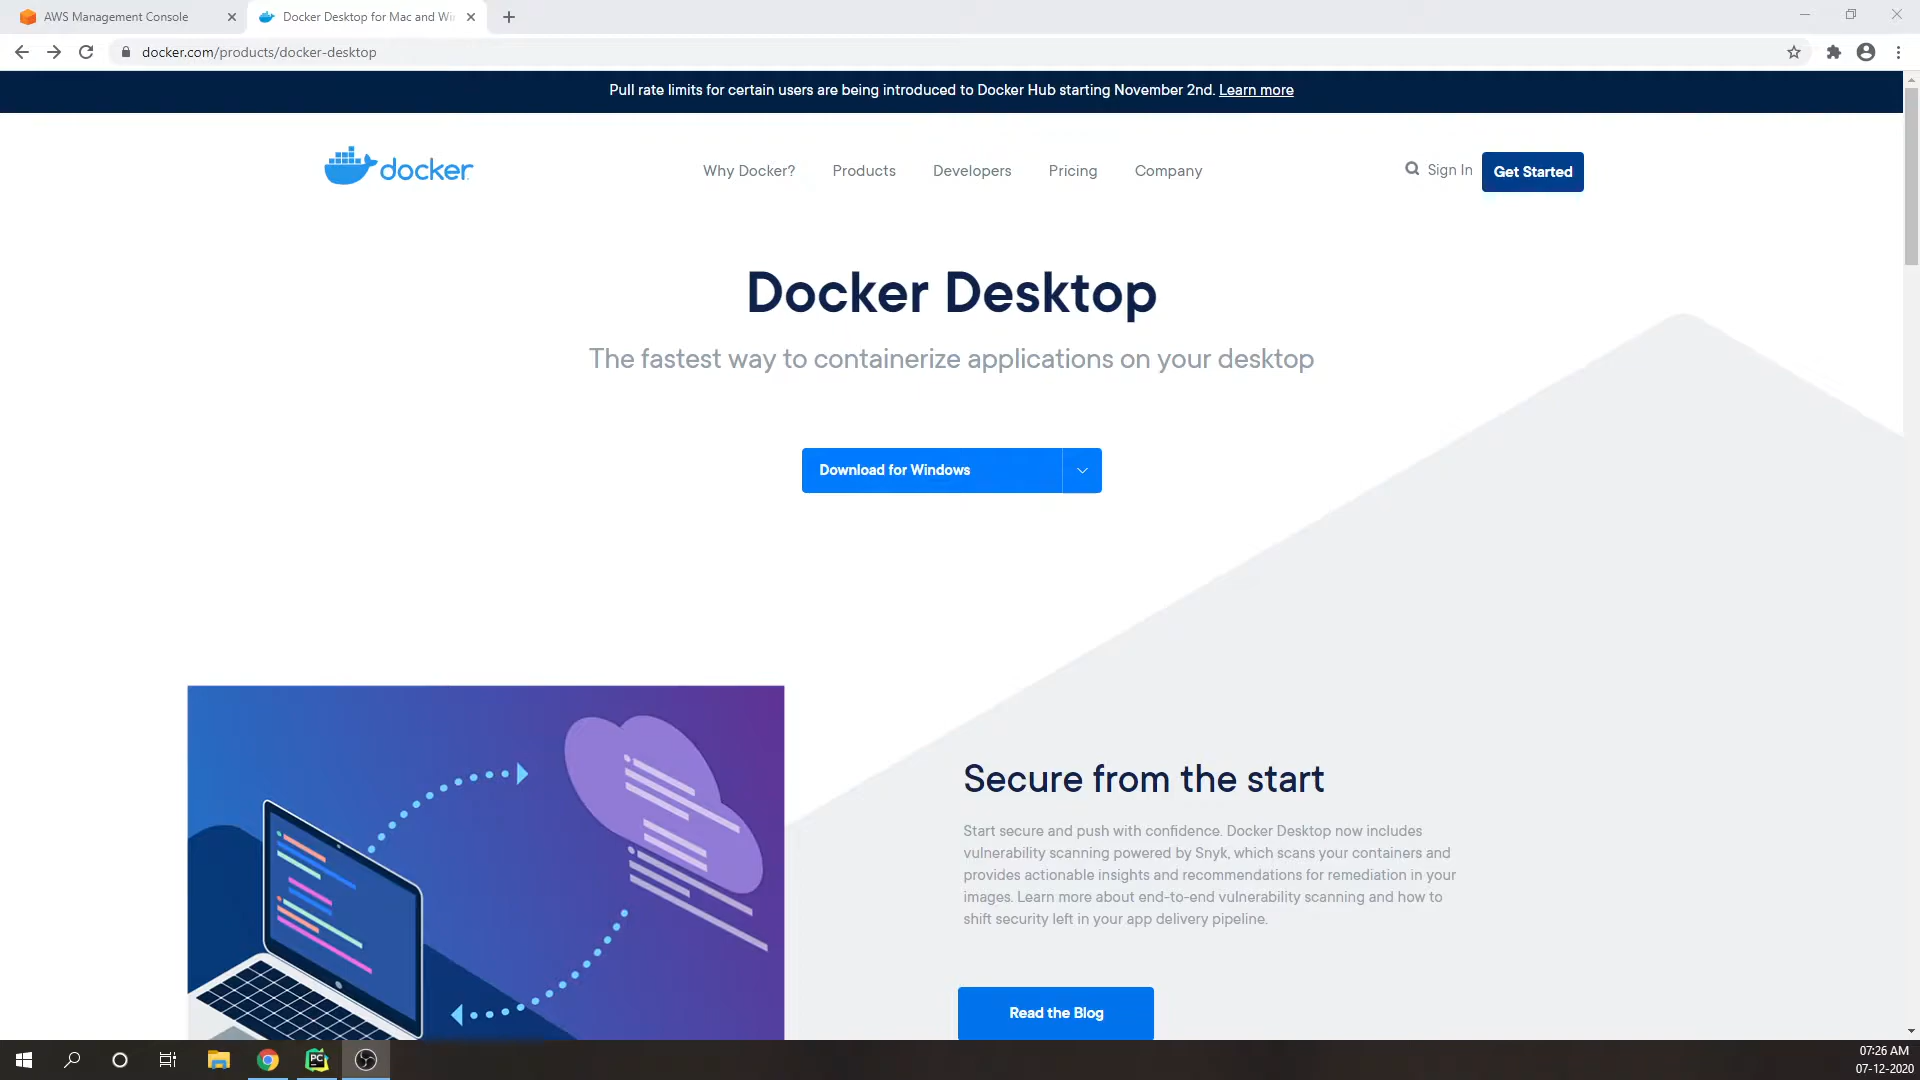 AWS Management Console
Docker Desktop for Mac and Wi
docker.com/products/docker-desktop
Pull rate limits for certain users are being introduced to Docker Hub starting November 2nd. Learn more
docker
Why Docker?
Products
Developers
Pricing
Company
Sign In
Get Started
Docker Desktop
The fastest way to containerize applications on your desktop
Download for Windows
Secure from the start
Start secure and push with confidence. Docker Desktop now includes
vulnerability scanning powered by Snyk, which scans your containers and
provides actionable insights and recommendations for remediation in your
images. Learn more about end-to-end vulnerability scanning and how to
shift security left in your app delivery pipeline.
Read the Blog
PC
07:26 AM
07-12-2020